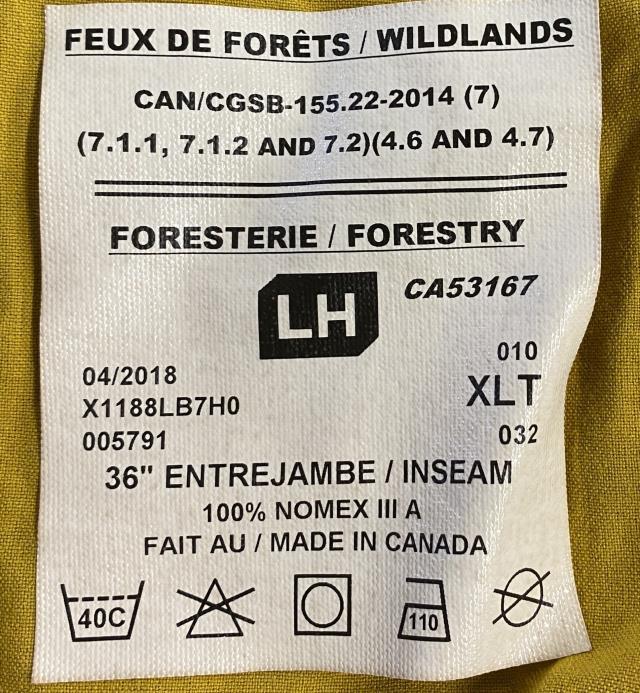 FEUX DE FORÊTS / WILDLANDS
CAN/CGSB-155.22-2014 (7)
(7.1.1, 7.1.2 AND 7.2)(4.6 AND 4.7)
FORESTERIE / FORESTRY
LH
CA53167
010
04/2018
XLT
X1188LB7H0
005791
032
36" ENTREJAMBE / INSEAM
100% NOMEX III A
FAIT AU / MADE IN CANADA
40C
110